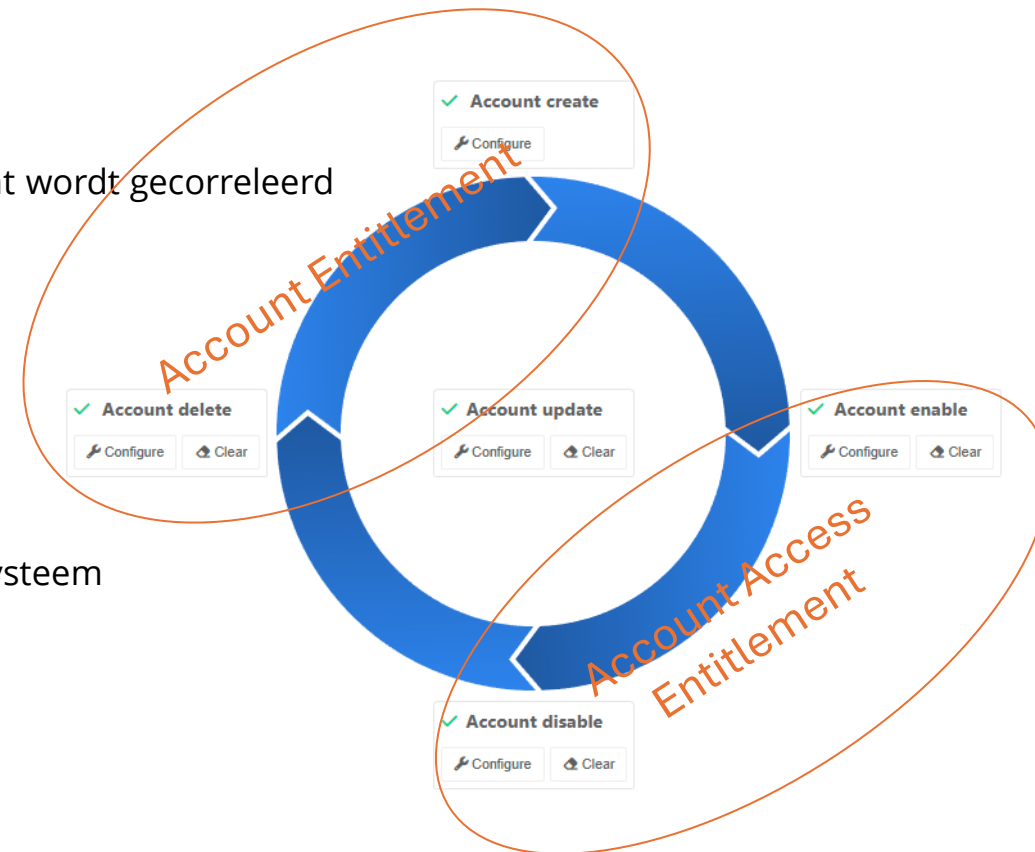 Account create
Configure
t wordt gecorreleerd
Account Entitlement
Account delete
Configure Clear
Account update
Configure Clear
Account enable
Configure Clear
steem
Account Access
Entitlement
Account disable
Configure Clear